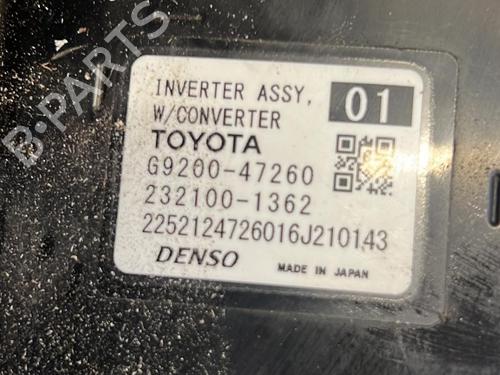 B-PARTS
INVERTER ASSY, 01
W/CONVERTER
TOYOTA
G9200-47260
232100-1362
2252124726016J210143
DENSO MADE IN JAPAN